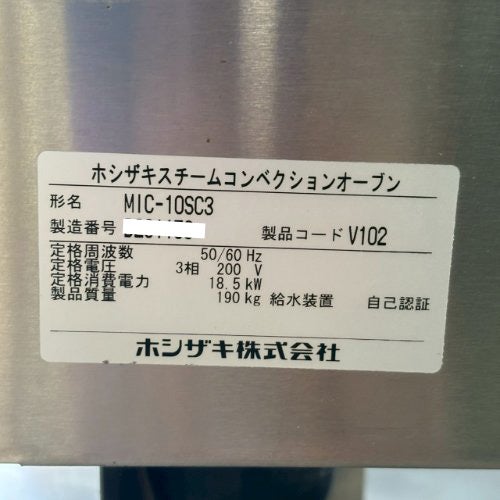 ホシザキスチームコンベクションオーブン
形名 MIC-10SC3
製造番号 製品コード V102
定格周波数 50/60 Hz
定格電圧 3相 200 V
定格消費電力 18.5 kW
製品質量 190 kg 給水装置 自己認証
ホシザキ株式会社